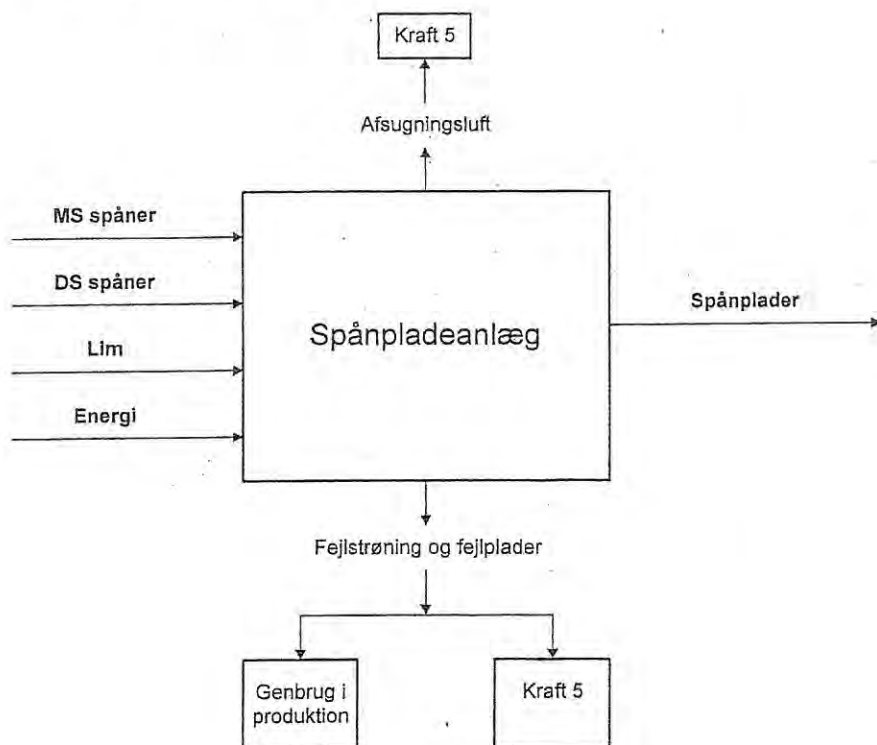 Kraft 5
Afsugningsluft
MS spåner
DS spåner
Lim
Energi
Spånpladeanlæg
Spånplader
Fejlstrøning og fejlplader
Genbrug i
produktion
Kraft 5